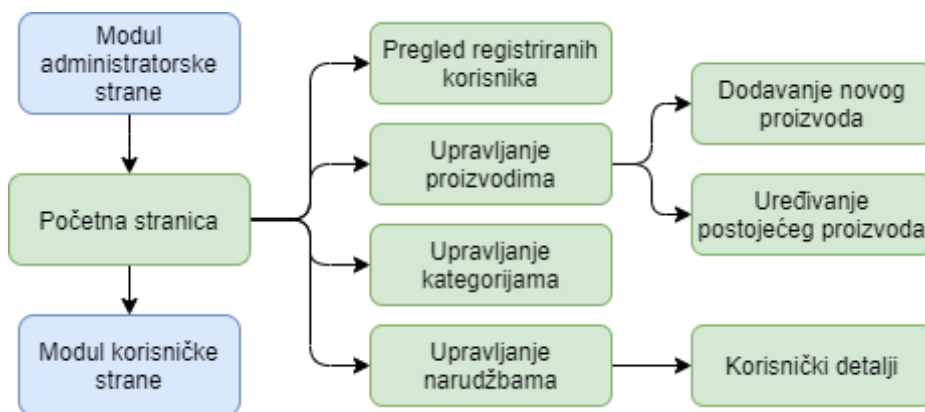 Modul
administratorske
strane
Početna stranica
Modul korisničke
strane
Pregled registriranih
korisnika
Upravljanje
proizvodima
Upravljanje
kategorijama
Upravljanje
narudžbama
Dodavanje novog
proizvoda
Uređivanje
postojećeg proizvoda
Korisnički detalji